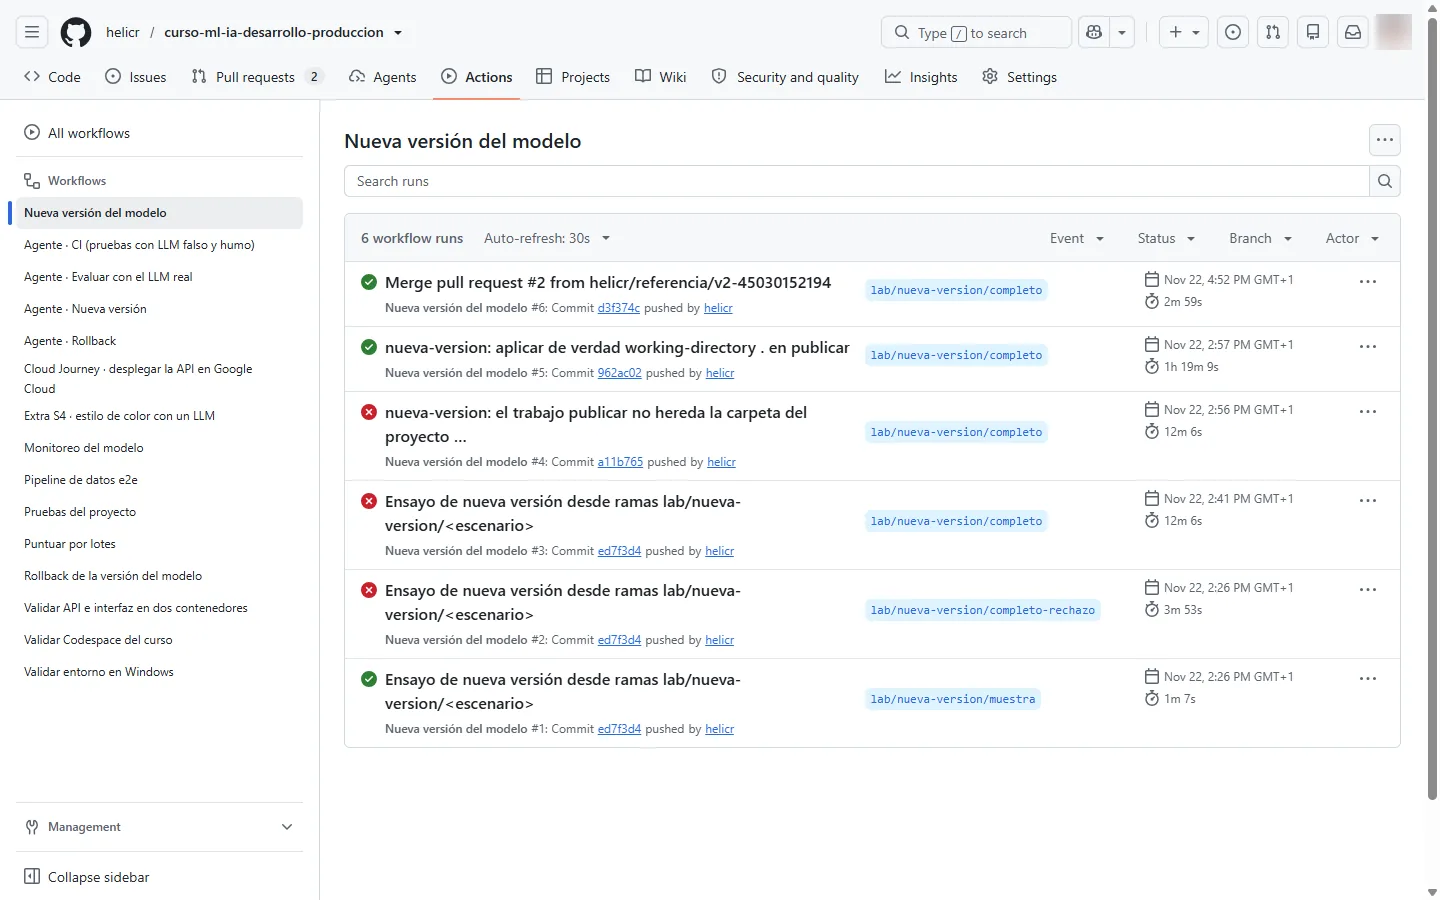 helicr / curso-ml-ia-desarrollo-produccion
Type / to search
Code
Issues
Pull requests 2
Agents
Actions
Projects
Wiki
Security and quality
Insights
Settings
All workflows
Workflows
Nueva versión del modelo
Agente · CI (pruebas con LLM falso y humo)
Agente · Evaluar con el LLM real
Agente · Nueva versión
Agente · Rollback
Cloud Journey · desplegar la API en Google
Cloud
Extra S4 · estilo de color con un LLM
Monitoreo del modelo
Pipeline de datos e2e
Pruebas del proyecto
Puntuar por lotes
Rollback de la versión del modelo
Validar API e interfaz en dos contenedores
Validar Codespace del curso
Validar entorno en Windows
Management
Collapse sidebar
Nueva versión del modelo
Search runs
6 workflow runs Auto-refresh: 30s Event Status Branch Actor
Merge pull request #2 from helicr/referencia/v2-45030152194
Nueva versión del modelo #6: Commit d3f374c pushed by helicr
lab/nueva-version/completo
Nov 22, 4:52 PM GMT+1
2m 59s
nueva-version: aplicar de verdad working-directory . en publicar
Nueva versión del modelo #5: Commit 962ac02 pushed by helicr
lab/nueva-version/completo
Nov 22, 2:57 PM GMT+1
1h 19m 9s
nueva-version: el trabajo publicar no hereda la carpeta del
proyecto ...
Nueva versión del modelo #4: Commit a11b765 pushed by helicr
lab/nueva-version/completo
Nov 22, 2:56 PM GMT+1
12m 6s
Ensayo de nueva versión desde ramas lab/nueva-
version/<escenario>
Nueva versión del modelo #3: Commit ed7f3d4 pushed by helicr
lab/nueva-version/completo
Nov 22, 2:41 PM GMT+1
12m 6s
Ensayo de nueva versión desde ramas lab/nueva-
version/<escenario>
Nueva versión del modelo #2: Commit ed7f3d4 pushed by helicr
lab/nueva-version/completo-rechazo
Nov 22, 2:26 PM GMT+1
3m 53s
Ensayo de nueva versión desde ramas lab/nueva-
version/<escenario>
Nueva versión del modelo #1: Commit ed7f3d4 pushed by helicr
lab/nueva-version/muestra
Nov 22, 2:26 PM GMT+1
1m 7s